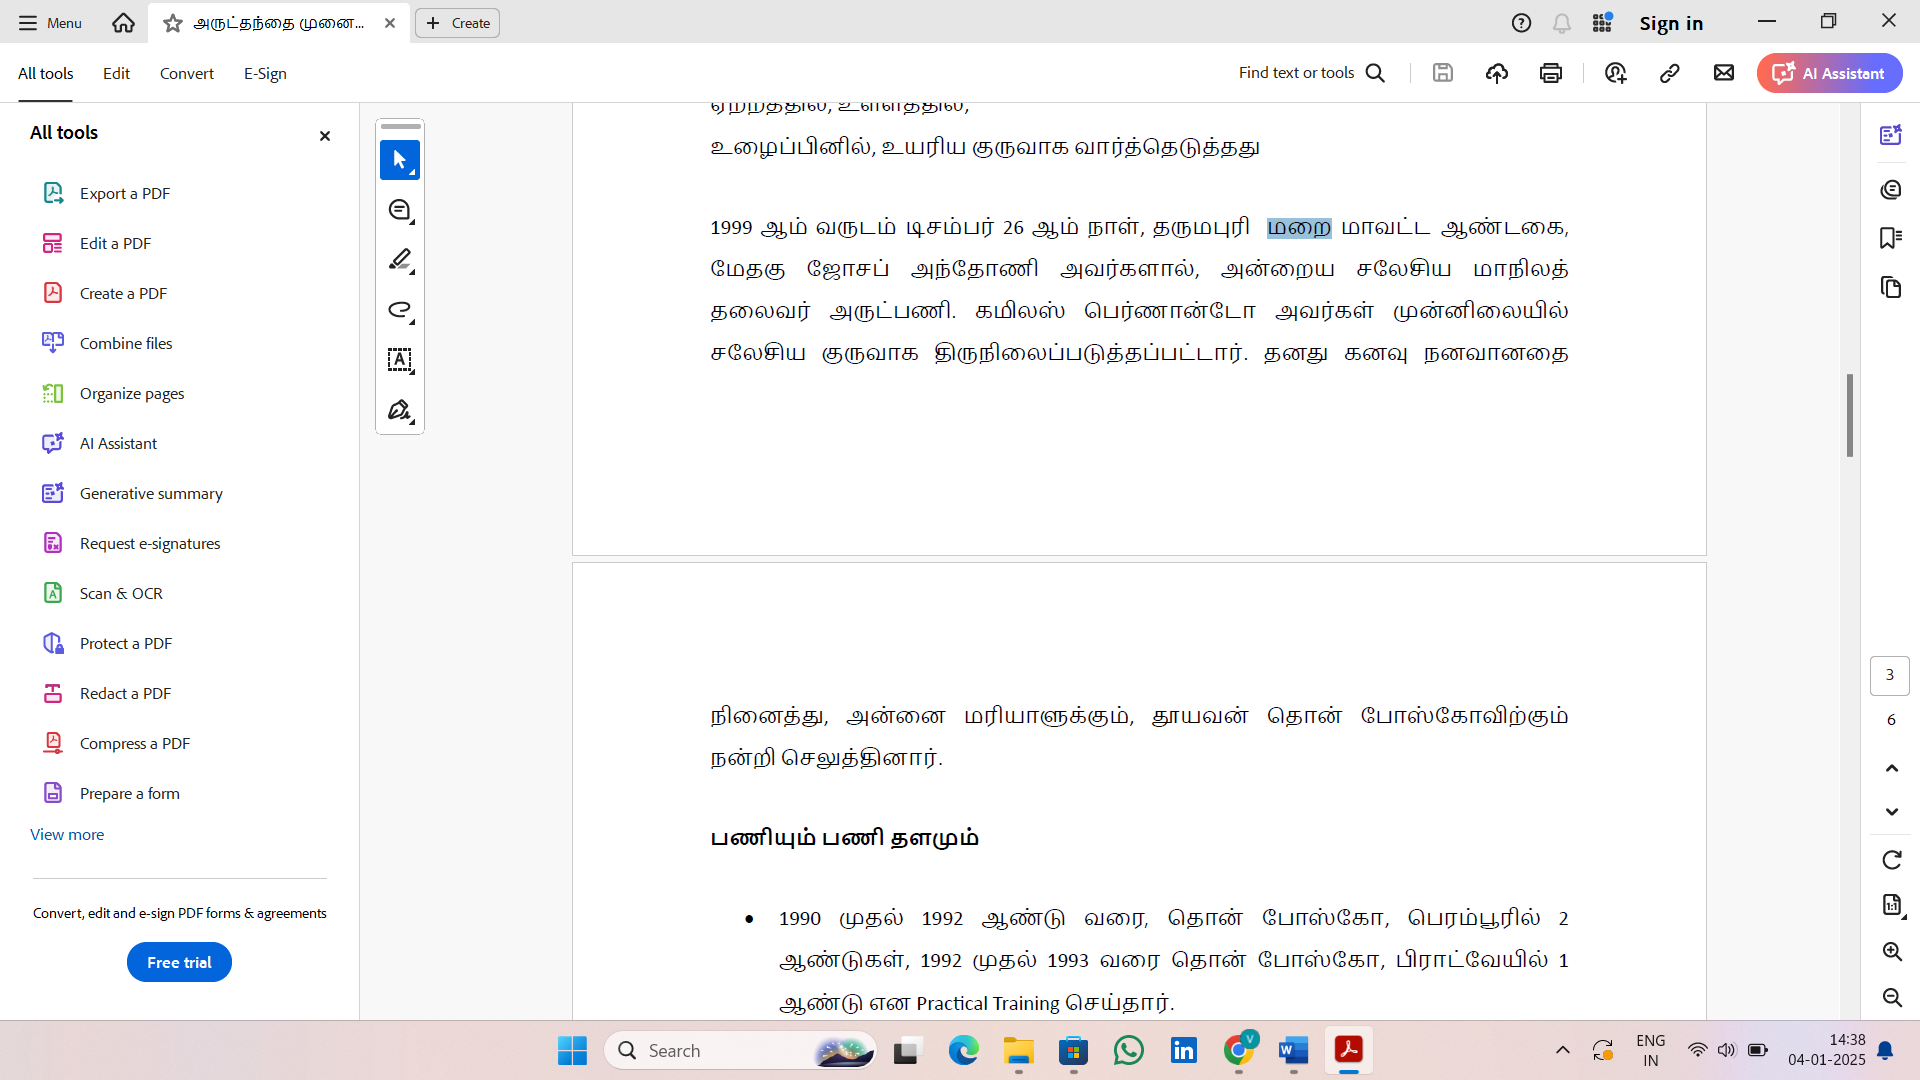 Menu
அருட்தந்தை முனை...
Create
Sign in
All tools
Edit
Convert
E-Sign
Find text or tools
AI Assistant
All tools
Export a PDF
Edit a PDF
Create a PDF
Combine files
Organize pages
AI Assistant
Generative summary
Request e-signatures
Scan & OCR
Protect a PDF
Redact a PDF
Compress a PDF
Prepare a form
View more
Convert, edit and e-sign PDF forms & agreements
Free trial
ஏற்றத்தில், உள்ளத்தில்,
உழைப்பினில், உயரிய குருவாக வார்த்தெடுத்தது
1999 ஆம் வருடம் டிசம்பர் 26 ஆம் நாள், தருமபுரி மறை மாவட்ட ஆண்டகை,
மேதகு ஜோசப் அந்தோணி அவர்களால், அன்றைய சலேசிய மாநிலத்
தலைவர் அருட்பணி. கமிலஸ் பெர்ணான்டோ அவர்கள் முன்னிலையில்
சலேசிய குருவாக திருநிலைப்படுத்தப்பட்டார். தனது கனவு நனவானதை
நினைத்து, அன்னை மரியாளுக்கும், தூயவன் தொன் போஸ்கோவிற்கும்
நன்றி செலுத்தினார்.
பணியும் பணி தளமும்
• 1990 முதல் 1992 ஆண்டு வரை, தொன் போஸ்கோ, பெரம்பூரில் 2
ஆண்டுகள், 1992 முதல் 1993 வரை தொன் போஸ்கோ, பிராட்வேயில் 1
ஆண்டு என Practical Training செய்தார்.
3
6
Search
ENG
IN
14:38
04-01-2025